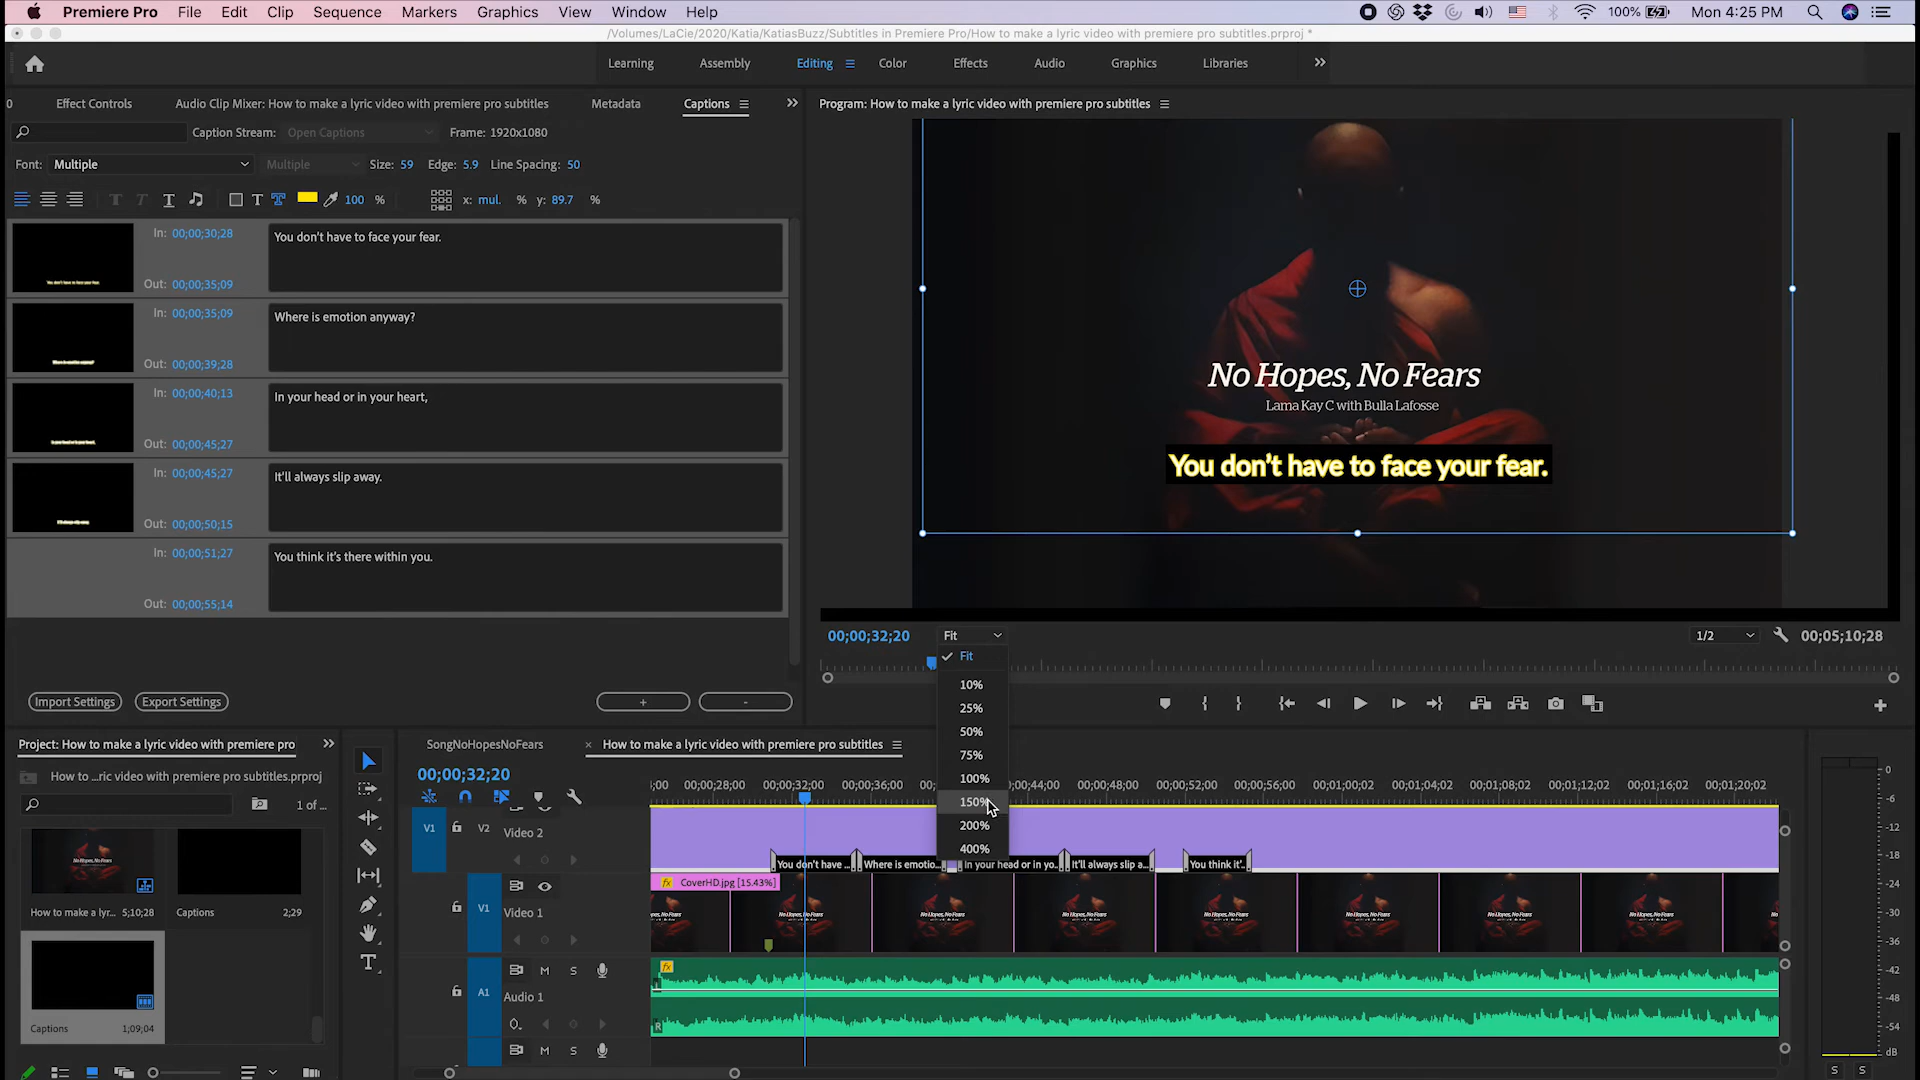 Premiere Pro File Edit Clip Sequence Markers Graphics View Window Help 100% Mon 4:25 PM
/Volumes/LaCie/2020/Katia/KatiasBuzz/Subtitles in Premiere Pro/How to make a lyric video with premiere pro subtitles.prproj *
Learning Assembly Editing Color Effects Audio Graphics Libraries
Effect Controls Audio Clip Mixer: How to make a lyric video with premiere pro subtitles Metadata Captions
Caption Stream: Open Captions Frame: 1920x1080
Font: Multiple Multiple Size: 59 Edge: 5.9 Line Spacing: 50
100 % x: mul. % y: 89.7 %
In: 00;00;30;28 You don't have to face your fear.
Out: 00;00;35;09
In: 00;00;35;09 Where is emotion anyway?
Out: 00;00;39;28
In: 00;00;40;13 In your head or in your heart,
Out: 00;00;45;27
In: 00;00;45;27 It'll always slip away.
Out: 00;00;50;15
In: 00;00;51;27 You think it's there within you.
Out: 00;00;55;14
Import Settings Export Settings + -
Program: How to make a lyric video with premiere pro subtitles
No Hopes, No Fears
Lama Kay C with Bulla Lafosse
You don't have to face your fear.
00;00;32;20 Fit 1/2 00;05;10;28
Fit
10%
25%
50%
75%
100%
150%
200%
400%
Project: How to make a lyric video with premiere pro
How to ...ric video with premiere pro subtitles.prproj
1 of ...
How to make a lyr... 5;10;28 Captions 2;29
Captions 1;09;04
SongNoHopesNoFears × How to make a lyric video with premiere pro subtitles
00;00;32;20
;00 00;00;28;00 00;00;32;00 00;00;36;00 00;00;44;00 00;00;48;00 00;00;52;00 00;00;56;00 00;01;00;02 00;01;04;02 00;01;08;02 00;01;12;02 00;01;16;02 00;01;20;02
V1 V2 Video 2
You don't have ... Where is emotio... In your head or in yo... It'll always slip a... You think it'...
fx CoverHD.jpg [15.43%]
V1 Video 1
fx
M S
A1 Audio 1
L
R
M S
0
-6
-12
-18
-24
-30
-36
-42
-48
-54
dB
S S